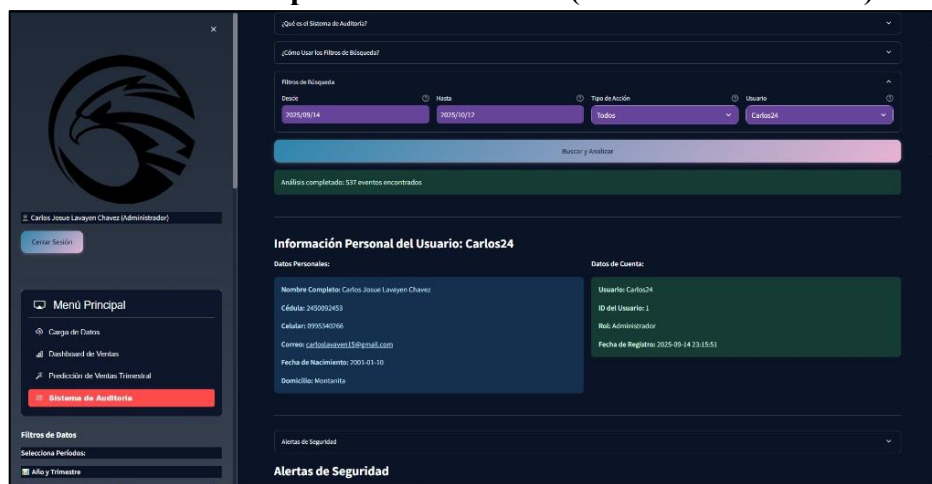 ×
Carlos Josue Lavayen Chavez (Administrador)
Cerrar Sesión
Menú Principal
Carga de Datos
Dashboard de Ventas
Predicción de Ventas Trimestral
Sistema de Auditoría
Filtros de Datos
Selecciona Períodos:
Año y Trimestre
¿Qué es el Sistema de Auditoría?
¿Cómo Usar los Filtros de Búsqueda?
Filtros de Búsqueda
Desde Hasta Tipo de Acción Usuario
2025/09/14 2025/10/12 Todos Carlos24
Buscar y Analizar
Análisis completado: 537 eventos encontrados
Información Personal del Usuario: Carlos24
Datos Personales: Datos de Cuenta:
Nombre Completo: Carlos Josue Lavayen Chavez
Cédula: 2450092453
Celular: 0995340766
Correo: carloslavayen15@gmail.com
Fecha de Nacimiento: 2001-01-10
Domicilio: Montanita
Usuario: Carlos24
ID del Usuario: 1
Rol: Administrador
Fecha de Registro: 2025-09-14 23:15:51
Alertas de Seguridad
Alertas de Seguridad